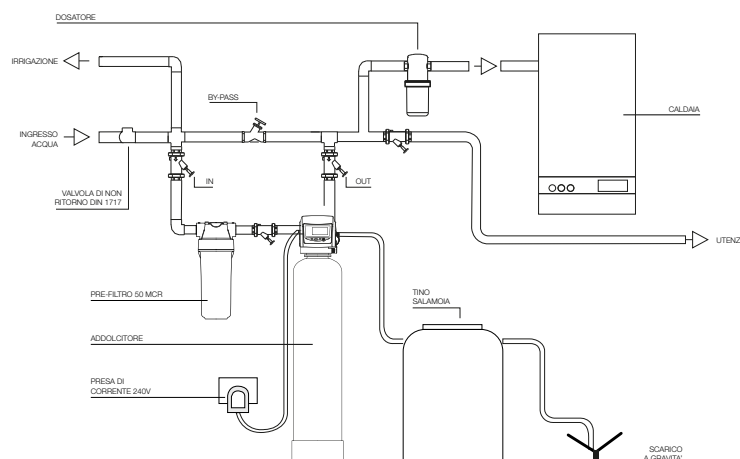 DOSATORE
IRRIGAZIONE
BY-PASS
CALDAIA
INGRESSO
ACQUA
IN
OUT
VALVOLA DI NON
RITORNO DIN 1717
UTENZ
PRE-FILTRO 50 MCR
TINO
SALAMOIA
ADDOLCITORE
PRESA DI
CORRENTE 240V
SCARICO
A GRAVITA'